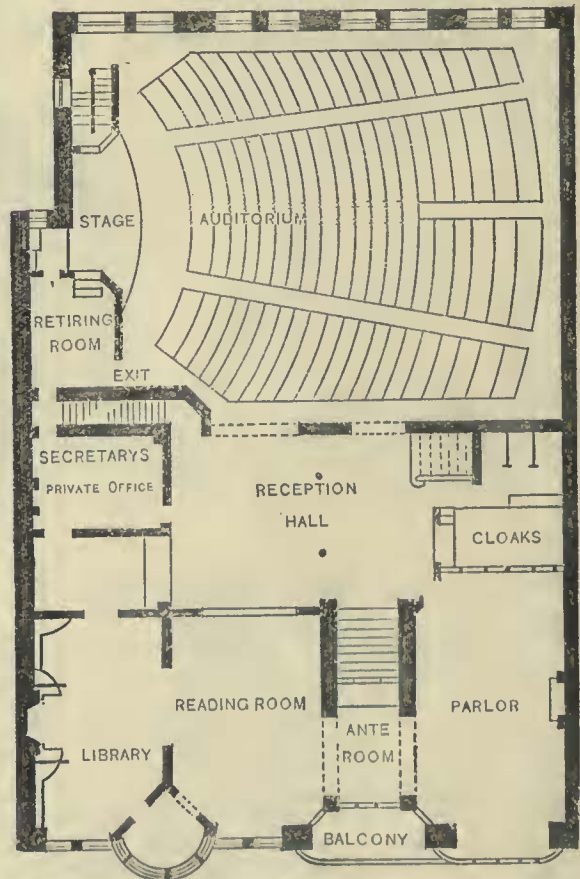 STAGE
AUDITORIUM
RETIRING
ROOM
EXIT
SECRETARYS
PRIVATE OFFICE
RECEPTION
HALL
CLOAKS
READING ROOM
PARLOR
ANTE
ROOM
LIBRARY
BALCONY